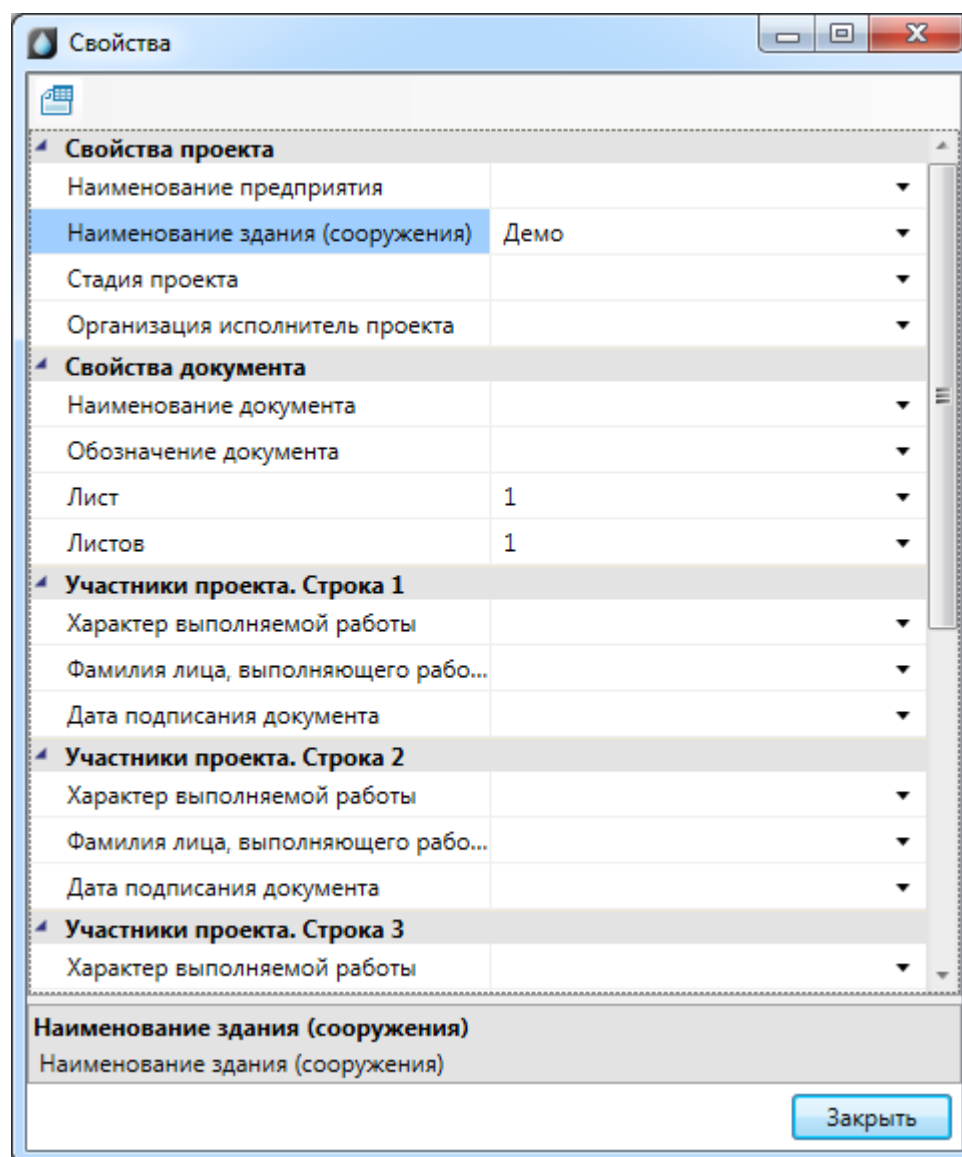 Свойства
Свойства проекта
Наименование предприятия
Наименование здания (сооружения) Демо
Стадия проекта
Организация исполнитель проекта
Свойства документа
Наименование документа
Обозначение документа
Лист 1
Листов 1
Участники проекта. Строка 1
Характер выполняемой работы
Фамилия лица, выполняющего рабо...
Дата подписания документа
Участники проекта. Строка 2
Характер выполняемой работы
Фамилия лица, выполняющего рабо...
Дата подписания документа
Участники проекта. Строка 3
Характер выполняемой работы
Наименование здания (сооружения)
Наименование здания (сооружения)
Закрыть